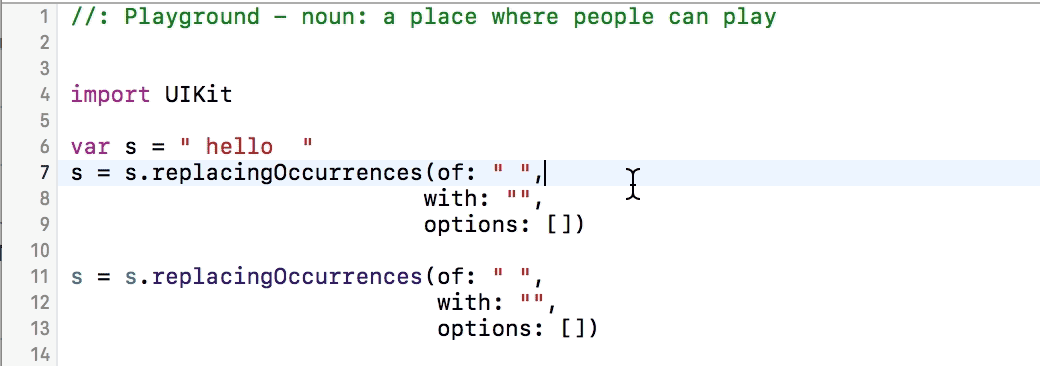 1 //: Playground – noun: a place where people can play
2
3
4 import UIKit
5
6 var s = " hello  "
7 s = s.replacingOccurrences(of: " ",
8                           with: "",
9                           options: [])
10
11 s = s.replacingOccurrences(of: " ",
12                            with: "",
13                            options: [])
14